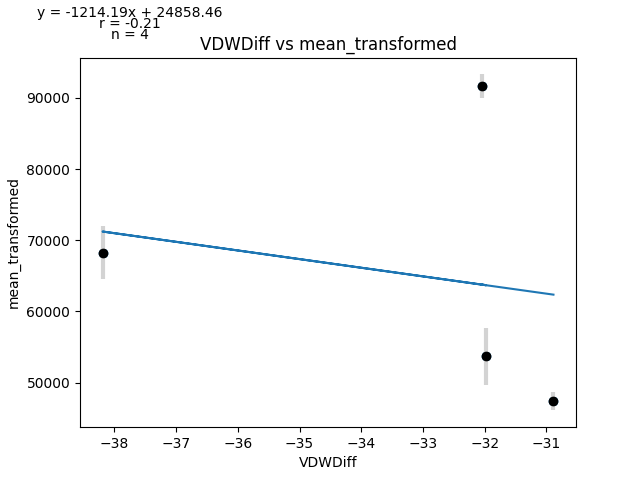 y = -1214.19x + 24858.46
r = -0.21
n = 4
VDWDiff vs mean_transformed
90000
80000
70000
60000
50000
mean_transformed
−38
−37
−36
−35
−34
−33
−32
−31
VDWDiff